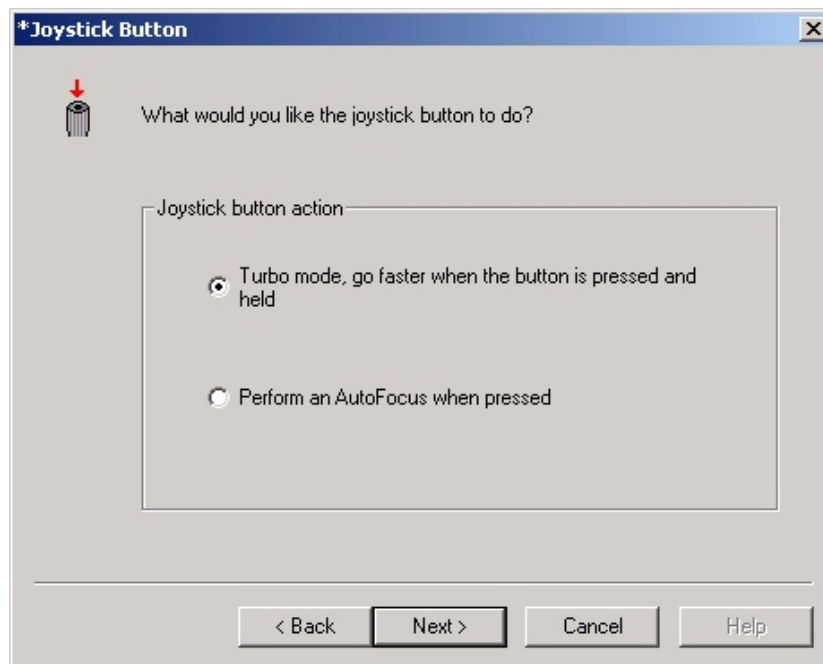 *Joystick Button
What would you like the joystick button to do?
Joystick button action
Turbo mode, go faster when the button is pressed and
held
Perform an AutoFocus when pressed
< Back Next > Cancel Help